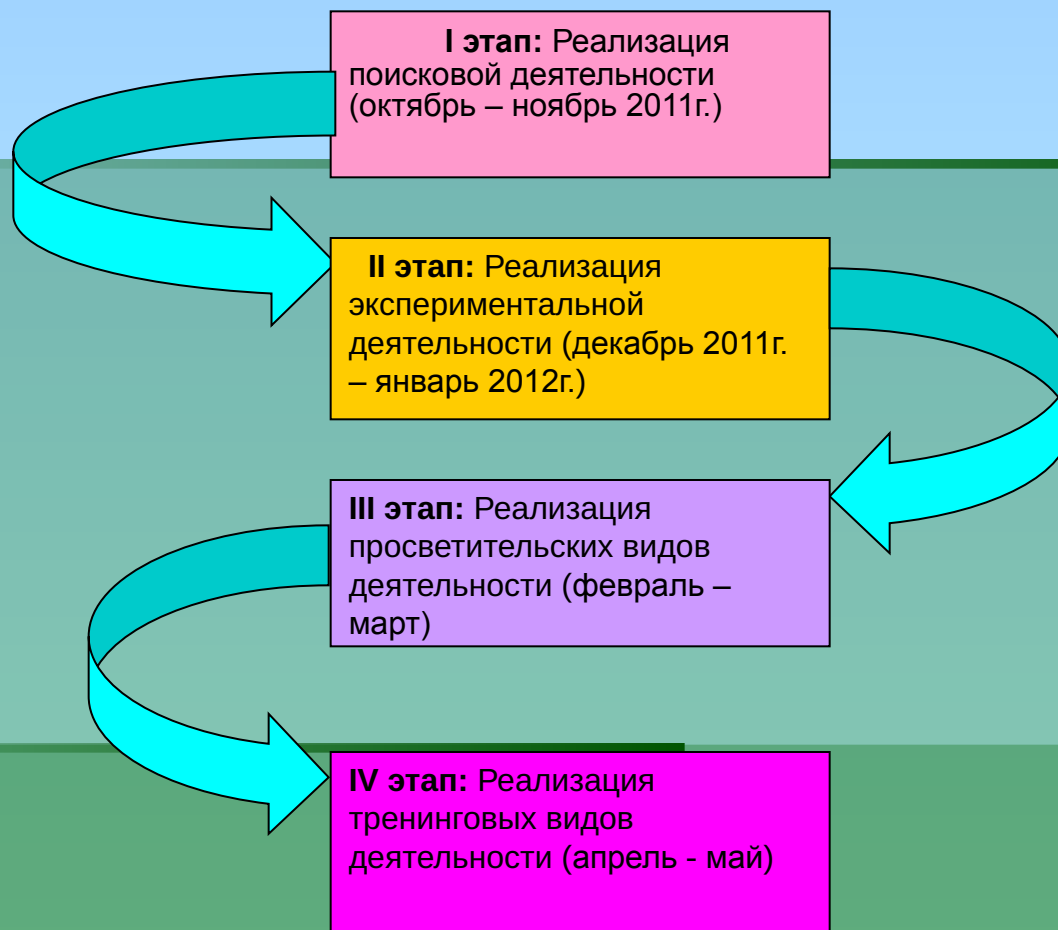 I этап: Реализация
поисковой деятельности
(октябрь – ноябрь 2011г.)
II этап: Реализация
экспериментальной
деятельности (декабрь 2011г.
– январь 2012г.)
III этап: Реализация
просветительских видов
деятельности (февраль –
март)
IV этап: Реализация
тренинговых видов
деятельности (апрель - май)